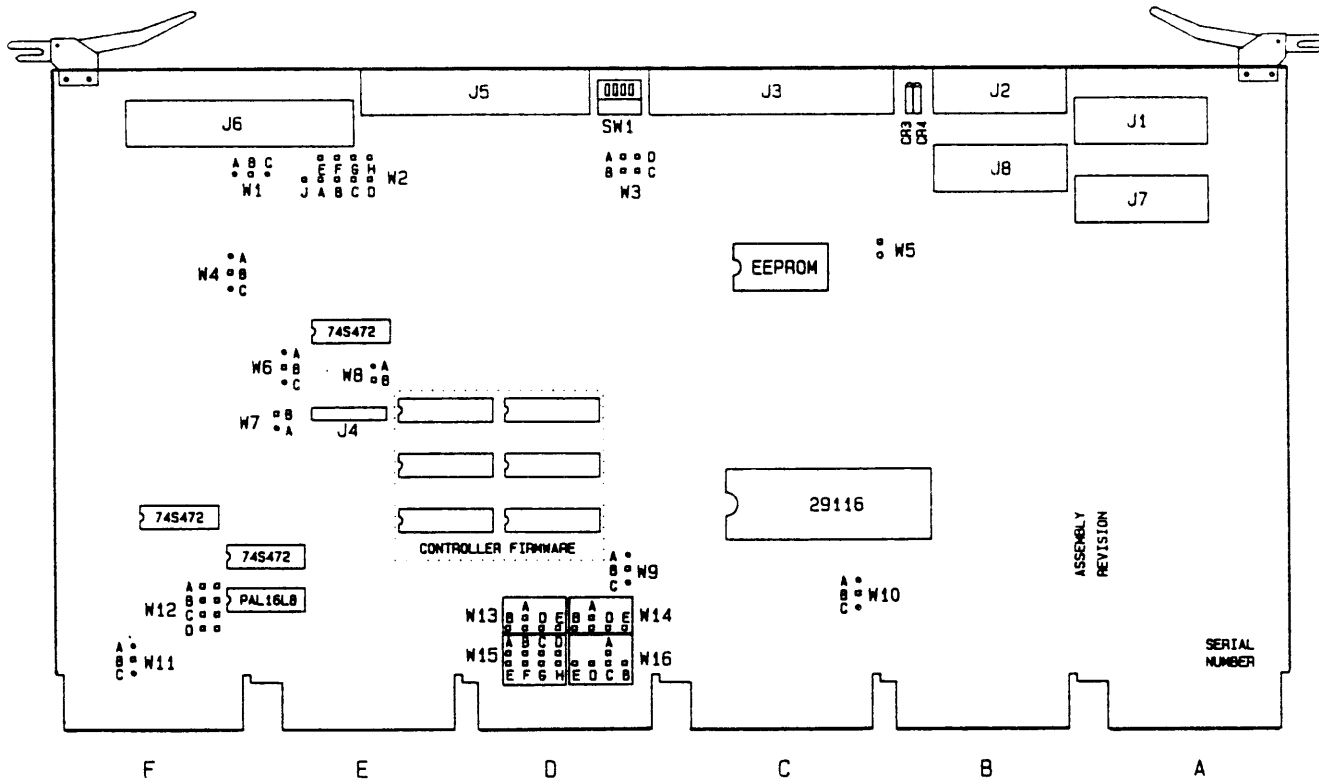 J5
J3
J2
J6
SW1
CR3
CR4
J1
A B C
W1
E F G H
J A B C D
W2
A D
B C
W3
J8
J7
A
W4 B
C
EEPROM
W5
74S472
A
W6 B
C
W8 A
B
W7 B
A
J4
29116
74S472
CONTROLLER FIRMWARE
ASSEMBLY
REVISION
74S472
PAL16L8
A
B W9
C
A
B W10
C
A
B
W12
C
D
A
B W11
C
W13 A
B D E
A
B D E W14
W15 A B C D
E F G H
A
E D C B
W16
SERIAL
NUMBER
F E D C B A